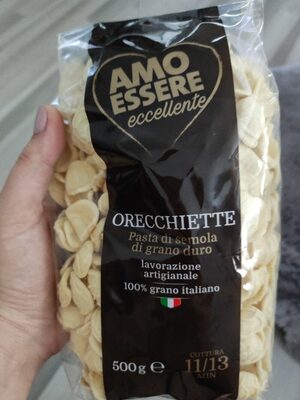 AMO
ESSERE
eccellente
ORECCHIETTE
Pasta di semola
di grano duro
lavorazione
artigianale
100% grano italiano
500g ℮
COTTURA
11/13
MIN